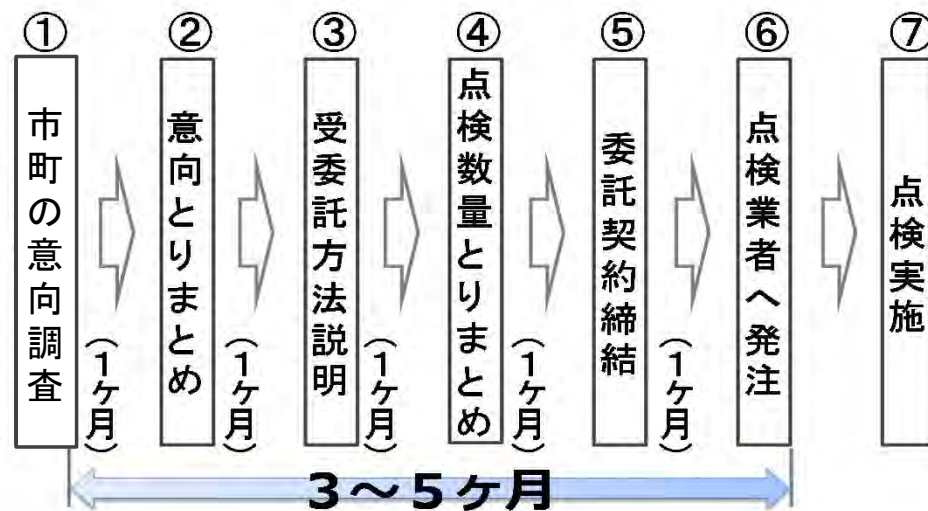 ①
市町の意向調査
(1ヶ月)
②
意向とりまとめ
(1ヶ月)
③
受委託方法説明
(1ヶ月)
④
点検数量とりまとめ
(1ヶ月)
⑤
委託契約締結
(1ヶ月)
⑥
点検業者へ発注
⑦
点検実施
3～5ヶ月